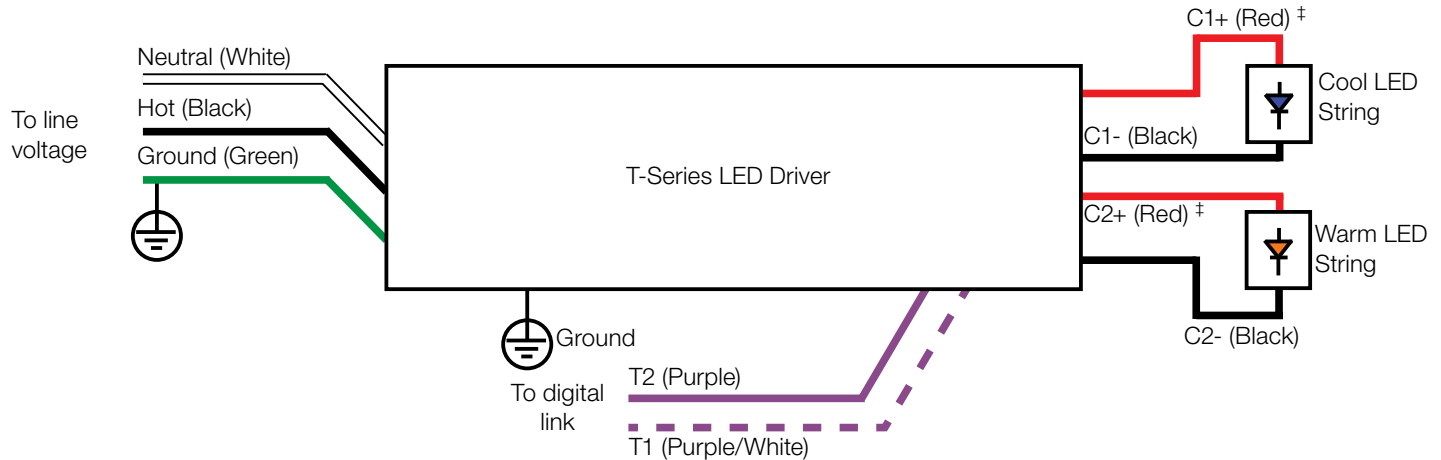 C1+ (Red) ‡
Neutral (White)
Cool LED
String
To line
voltage
Hot (Black)
C1- (Black)
Ground (Green)
T-Series LED Driver
C2+ (Red) ‡
Warm LED
String
Ground
C2- (Black)
To digital
link
T2 (Purple)
T1 (Purple/White)